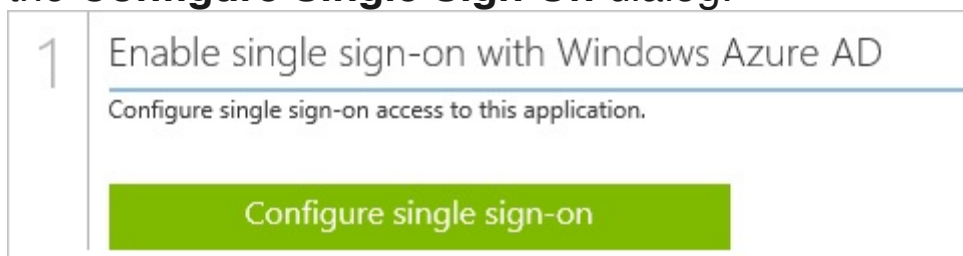 the Configure Single Sign On dialog.
1
Enable single sign-on with Windows Azure AD
Configure single sign-on access to this application.
Configure single sign-on